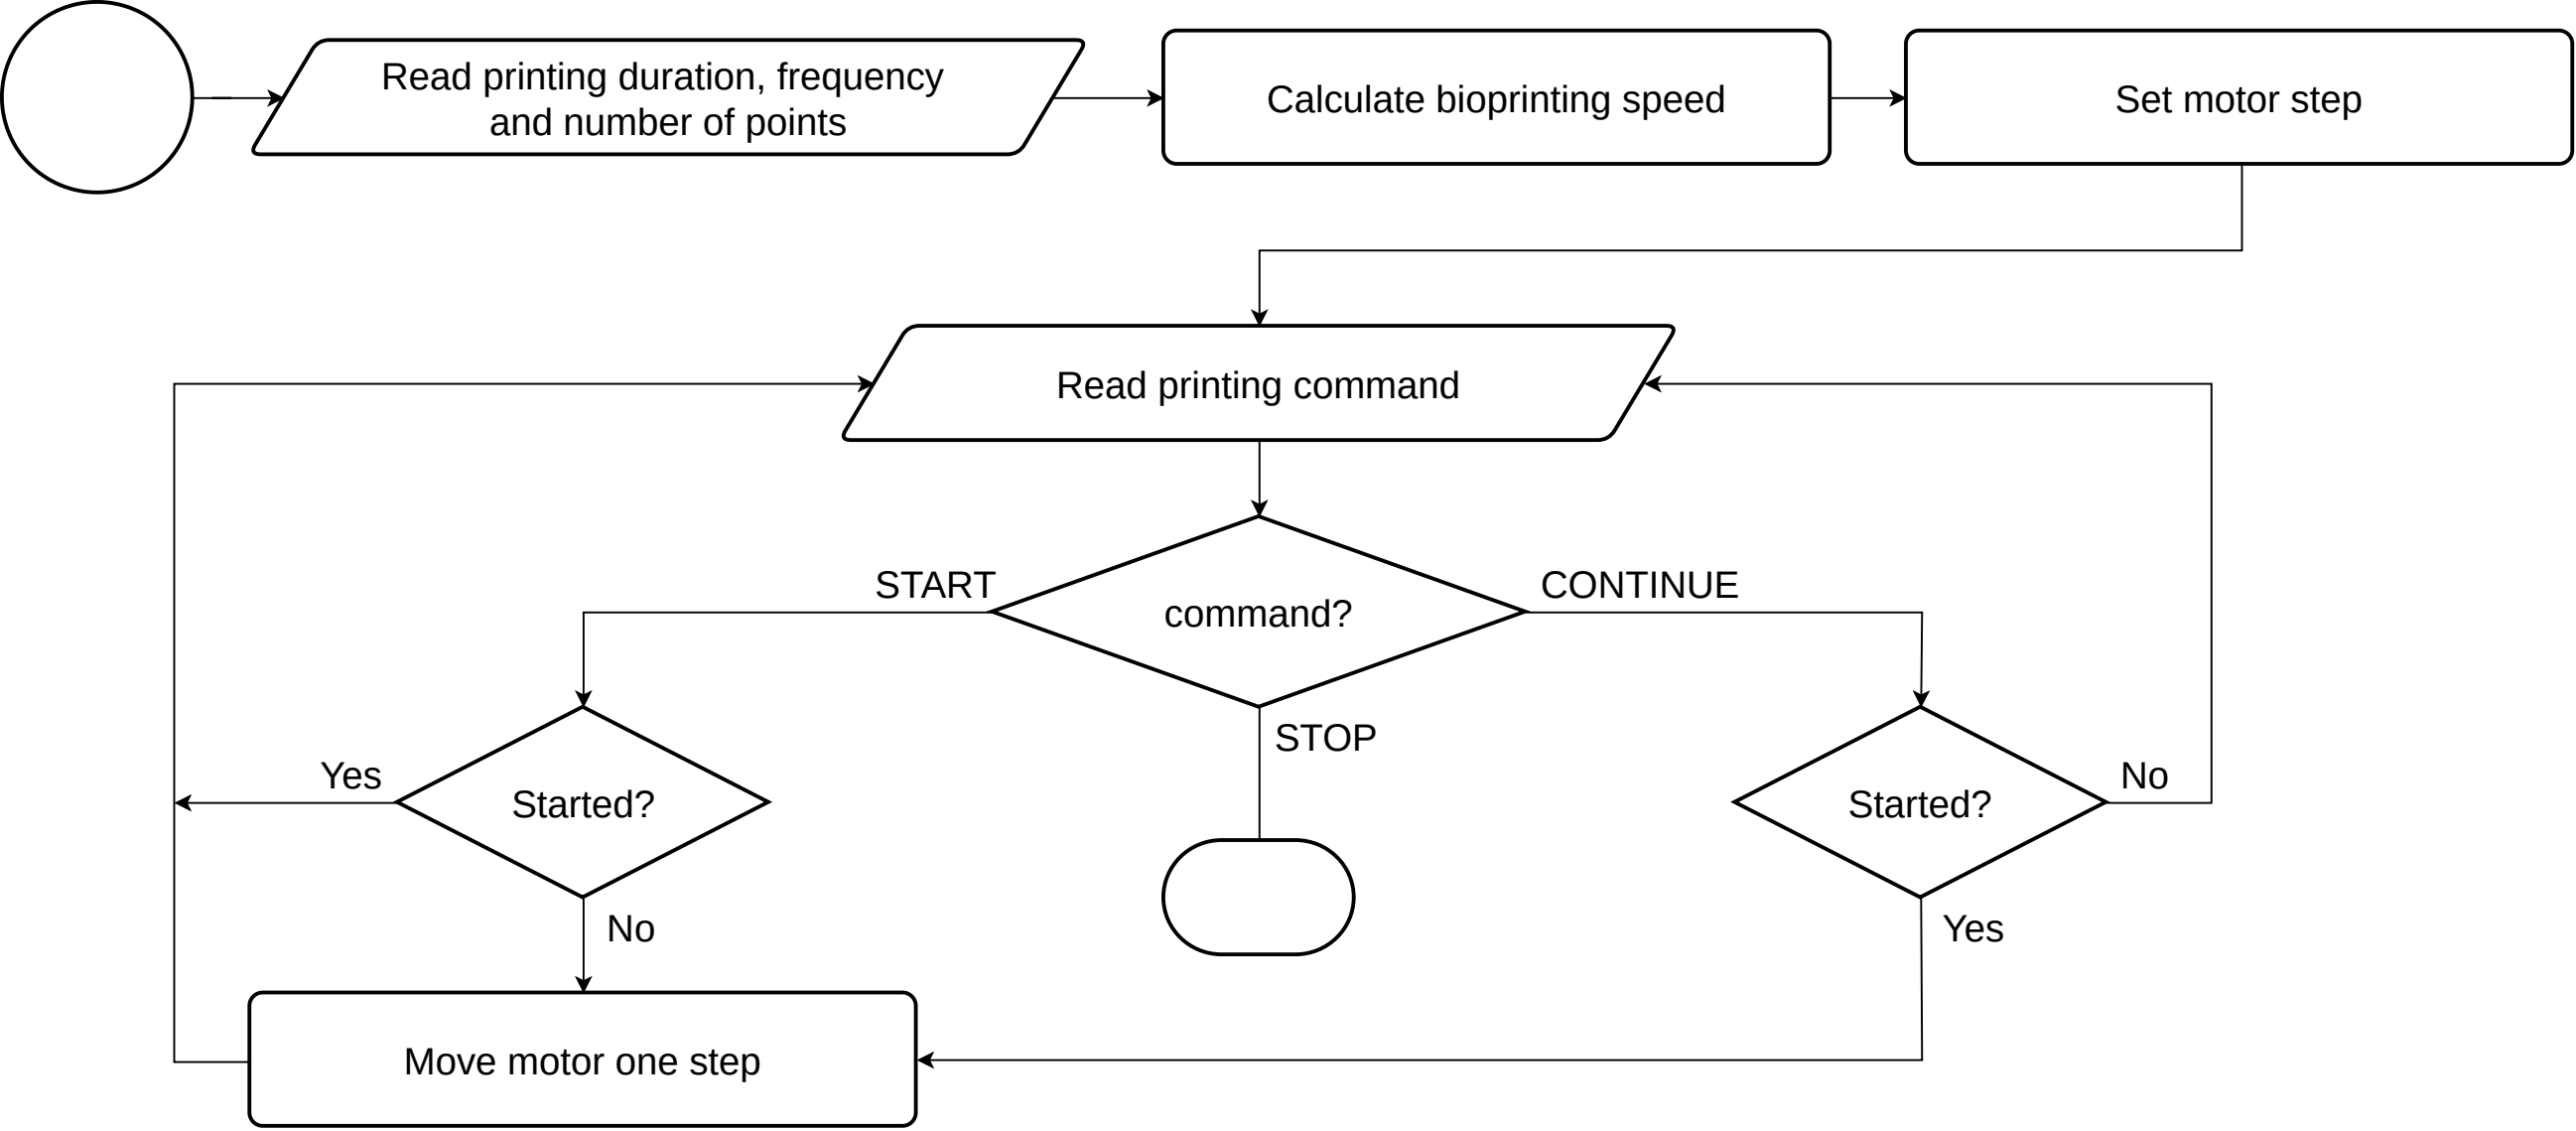 Read printing duration, frequency
and number of points
Calculate bioprinting speed
Set motor step
Read printing command
START
command?
CONTINUE
STOP
Yes
Started?
No
Started?
No
Yes
Move motor one step